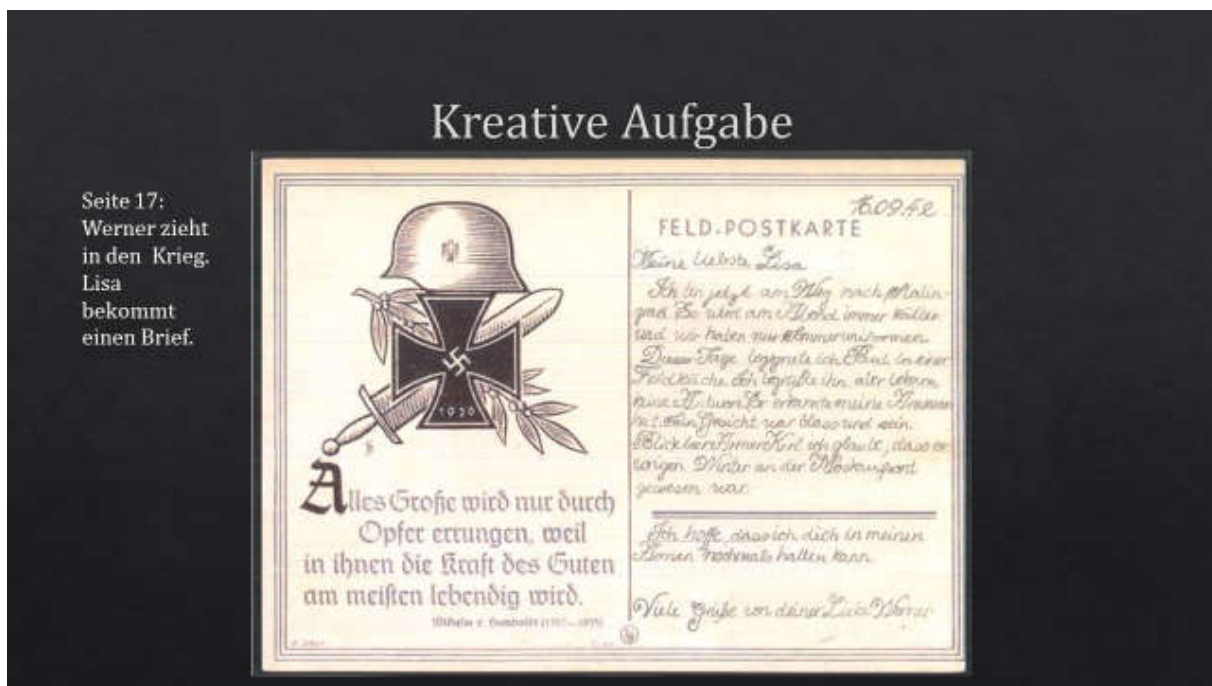 Kreative Aufgabe
Seite 17:
Werner zieht
in den Krieg.
Lisa
bekommt
einen Brief.
1939
Alles Große wird nur durch
Opfer errungen, weil
in ihnen die Kraft des Guten
am meisten lebendig wird.
Wilhelm v. Humboldt
16.09.42
FELD-POSTKARTE
Meine liebste Lisa
Ich bin jetzt am Weg nach
grad. Es wird am Abend immer kälter
und wir haben nur Sommeruniformen.
Dieser Tage begegnete ich Paul in einer
Feldküche. Ich begrüßte ihn, aber bekam
keine Er erkannte meine
nicht. Sein Gesicht war blass und sein
Blick leer. Armer Kerl, ich glaube, dass er
vorigen Winter an der
gewesen war.
Ich hoffe, dass ich dich in meinen
Armen nochmals halten kann.
Viele Grüße von deiner Werner